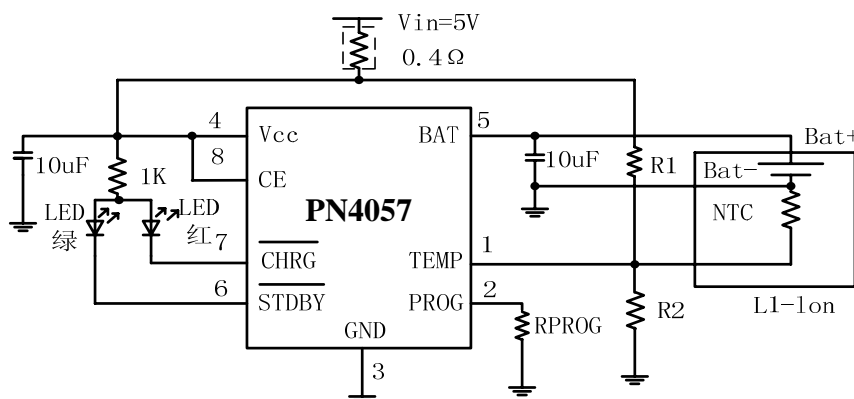 Vin=5V
0.4Ω
4
5
Vcc
BAT
Bat+
8
10uF
10uF
R1
Bat-
1K
CE
PN4057
NTC
LED
LED
绿
红
7
CHRG
TEMP
1
6
STDBY
PROG
2
R2
L1-lon
RPROG
GND
3